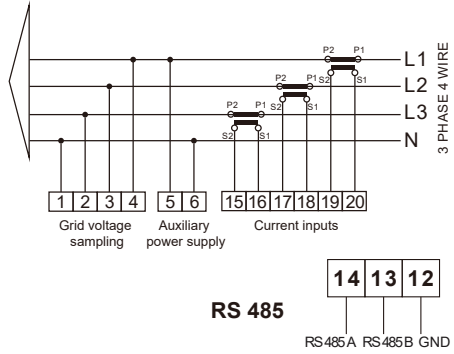 P2 P1
L1
P2 P1 S2 S1
L2
P2 P1 S2 S1
L3
S2 S1
N
3 PHASE 4 WIRE
1 2 3 4 5 6 15 16 17 18 19 20
Grid voltage sampling
Auxiliary power supply
Current inputs
14 13 12
RS 485
RS485A RS485B GND